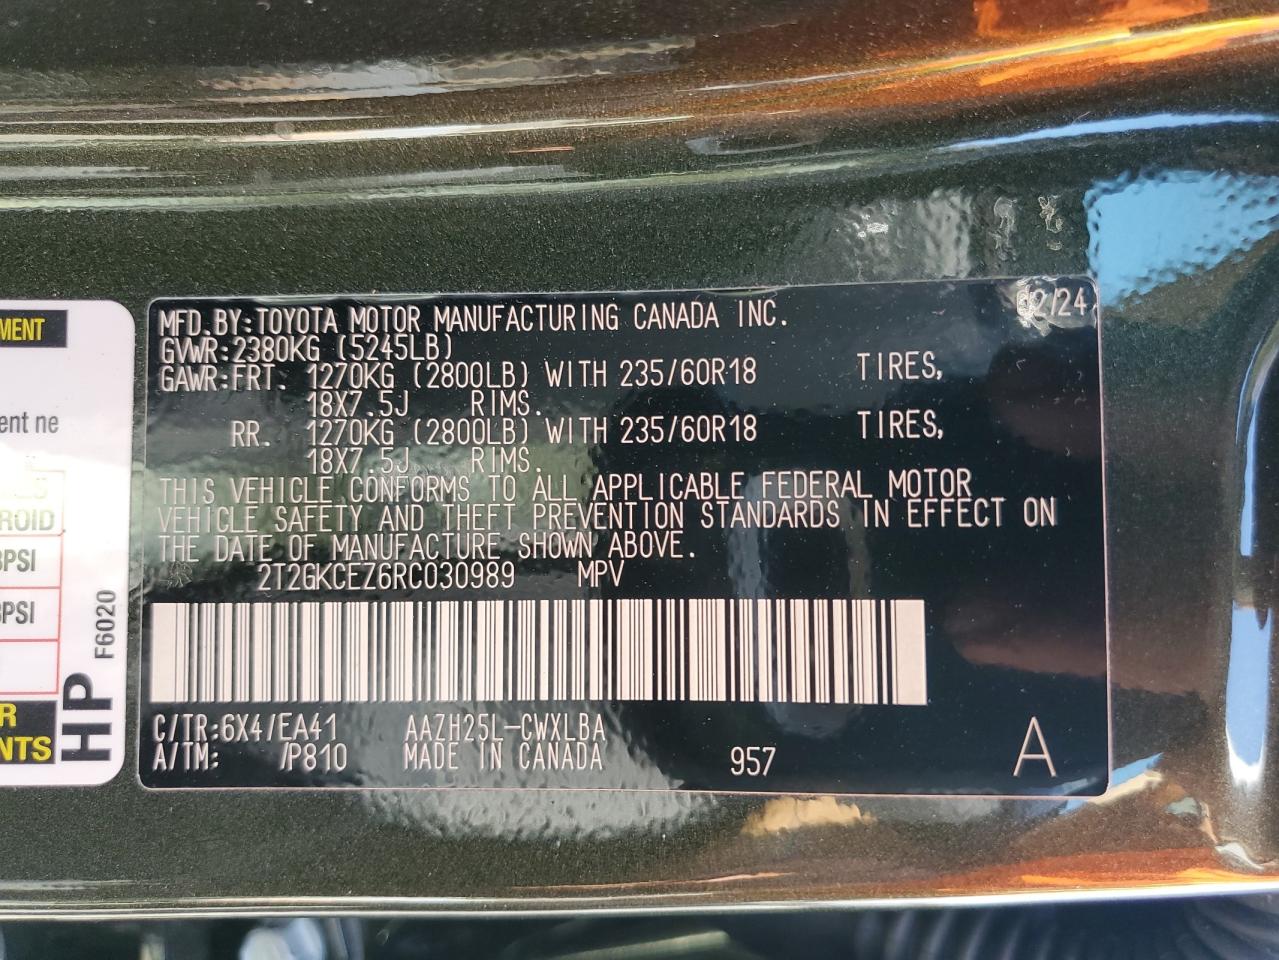 MENT
ent ne
ROID
PSI
PSI
R
NTS
HP
F6020
MFD.BY:TOYOTA MOTOR MANUFACTURING CANADA INC. 02/24
GVWR:2380KG (5245LB)
GAWR:FRT. 1270KG (2800LB) WITH 235/60R18 TIRES,
18X7.5J RIMS.
RR. 1270KG (2800LB) WITH 235/60R18 TIRES,
18X7.5J RIMS.
THIS VEHICLE CONFORMS TO ALL APPLICABLE FEDERAL MOTOR
VEHICLE SAFETY AND THEFT PREVENTION STANDARDS IN EFFECT ON
THE DATE OF MANUFACTURE SHOWN ABOVE.
2T2GKCEZ6RC030989 MPV
C/TR:6X4/EA41 AAZH25L-CWXLBA
A/TM: /P810 MADE IN CANADA 957 A